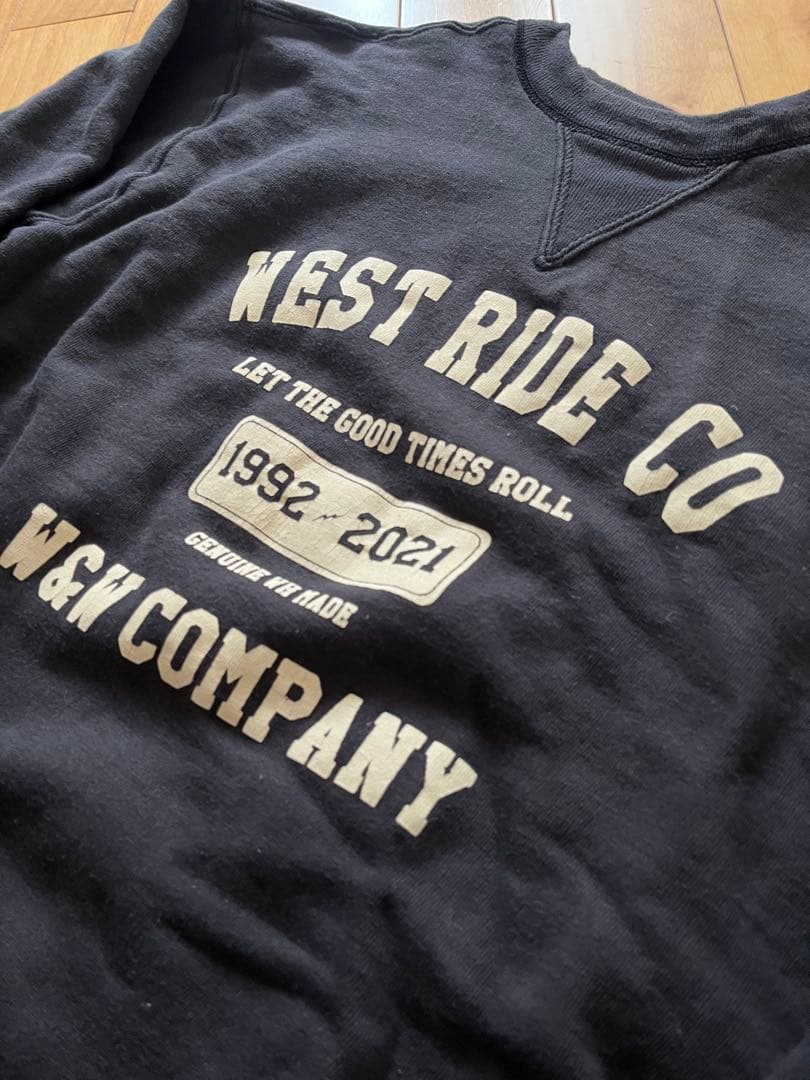 WEST RIDE CO
LET THE GOOD TIMES ROLL
1992 2021
GENUINE WR MADE
W&W COMPANY